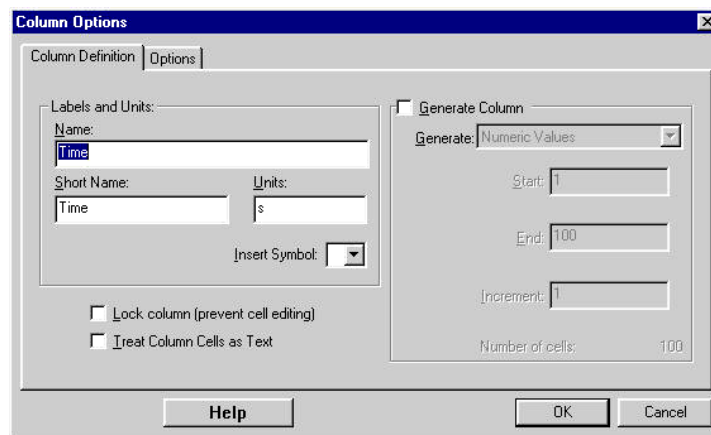 Column Options
Column Definition Options
Labels and Units:
Name:
Time
Short Name: Units:
Time s
Insert Symbol:
Lock column (prevent cell editing)
Treat Column Cells as Text
Generate Column
Generate: Numeric Values
Start: 1
End: 100
Increment: 1
Number of cells: 100
Help OK Cancel